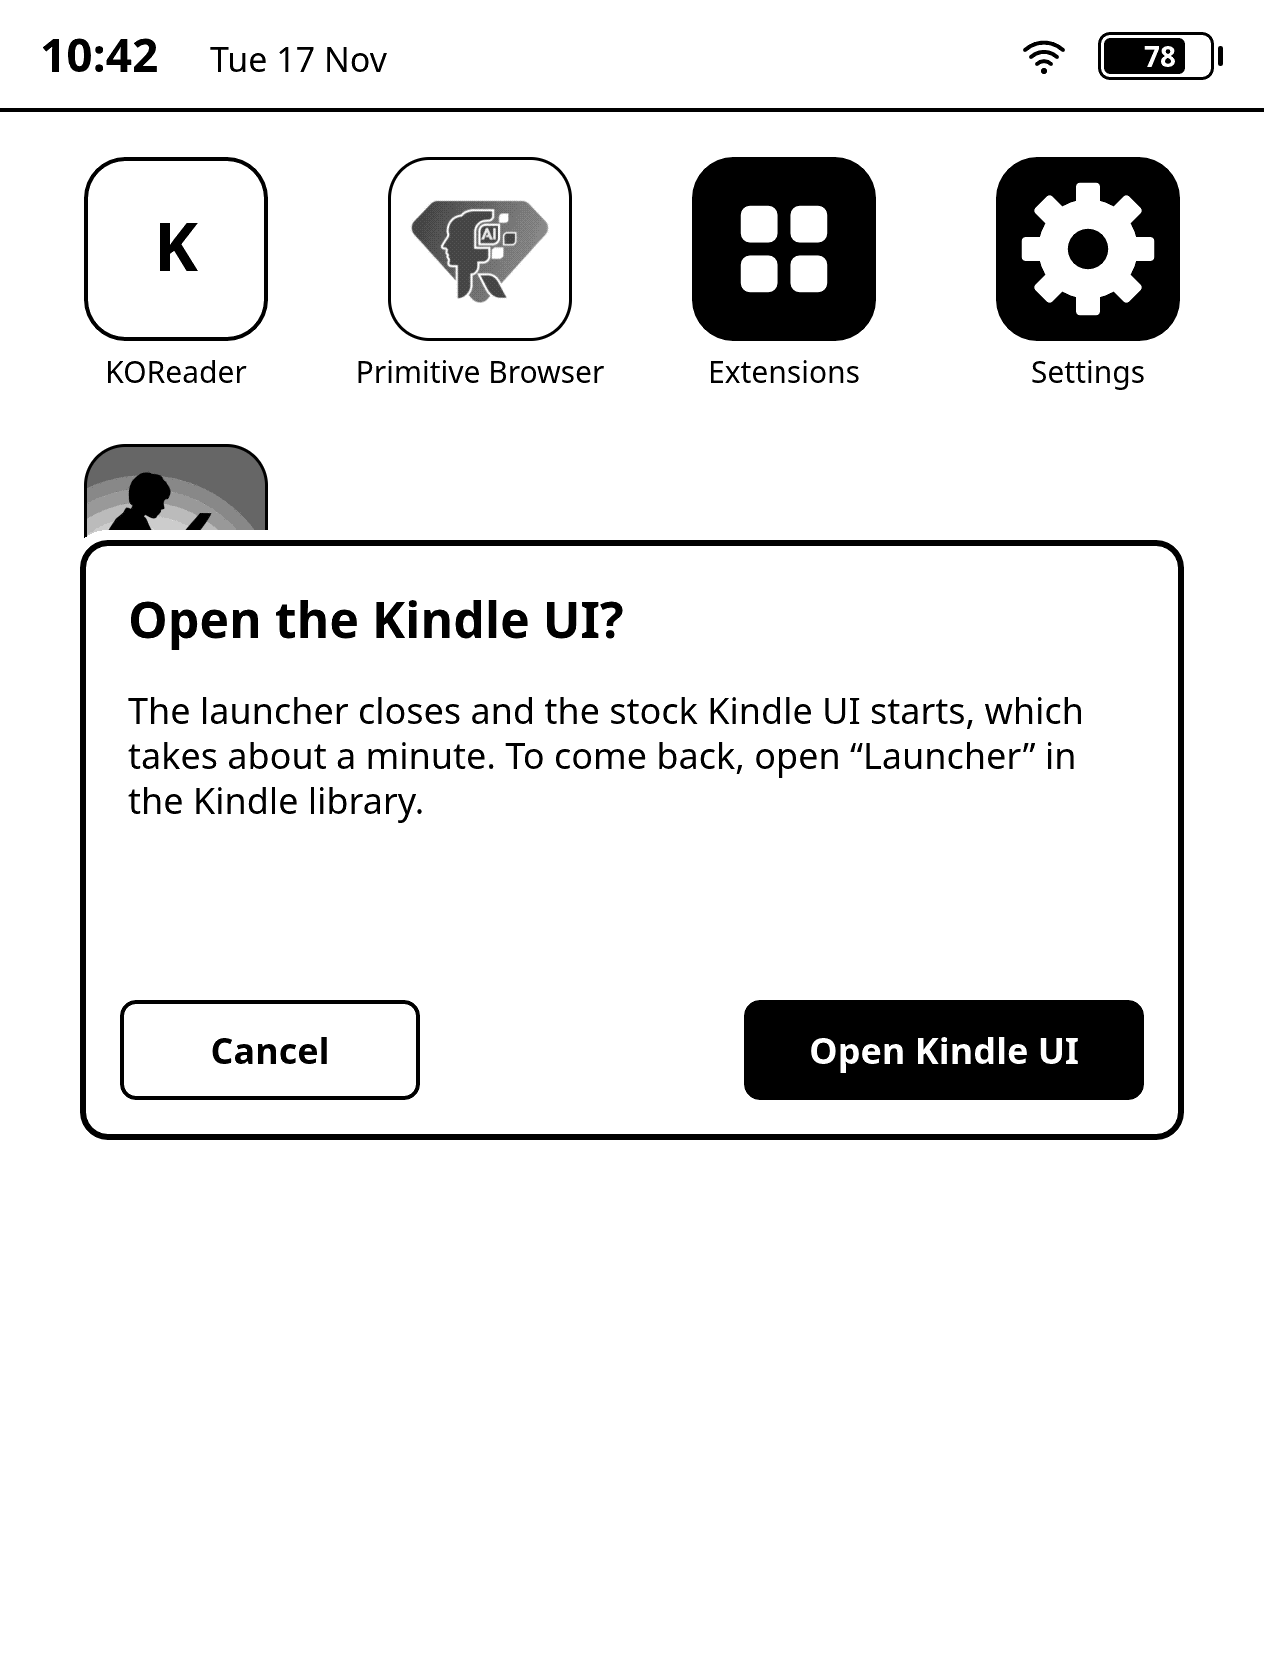 10:42 Tue 17 Nov 78
K
AI
KOReader Primitive Browser Extensions Settings
Open the Kindle UI?
The launcher closes and the stock Kindle UI starts, which
takes about a minute. To come back, open “Launcher” in
the Kindle library.
Cancel Open Kindle UI